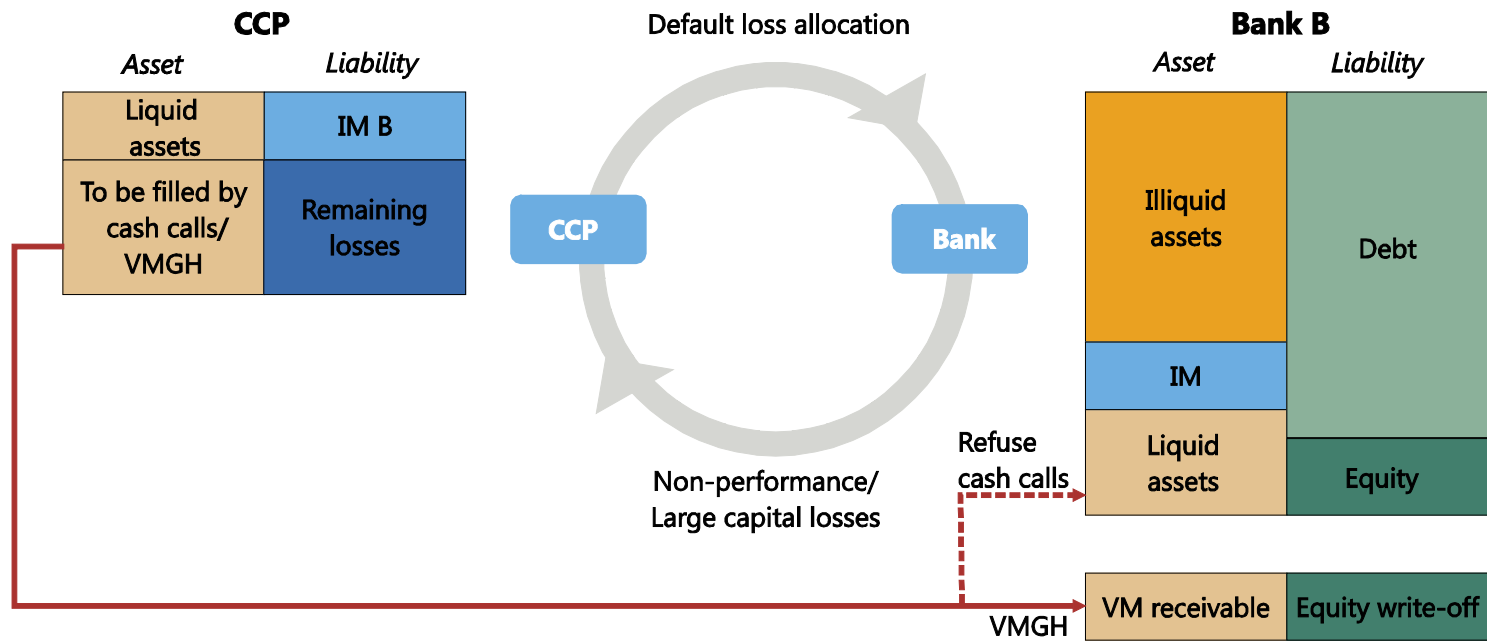 CCP
Asset
Liability
Liquid
assets
IM B
To be filled by
cash calls/
VMGH
Remaining
losses
Default loss allocation
CCP
Bank
Non-performance/
Large capital losses
Bank B
Asset
Liability
Illiquid
assets
Debt
IM
Liquid
assets
Equity
Refuse
cash calls
VMGH
VM receivable
Equity write-off